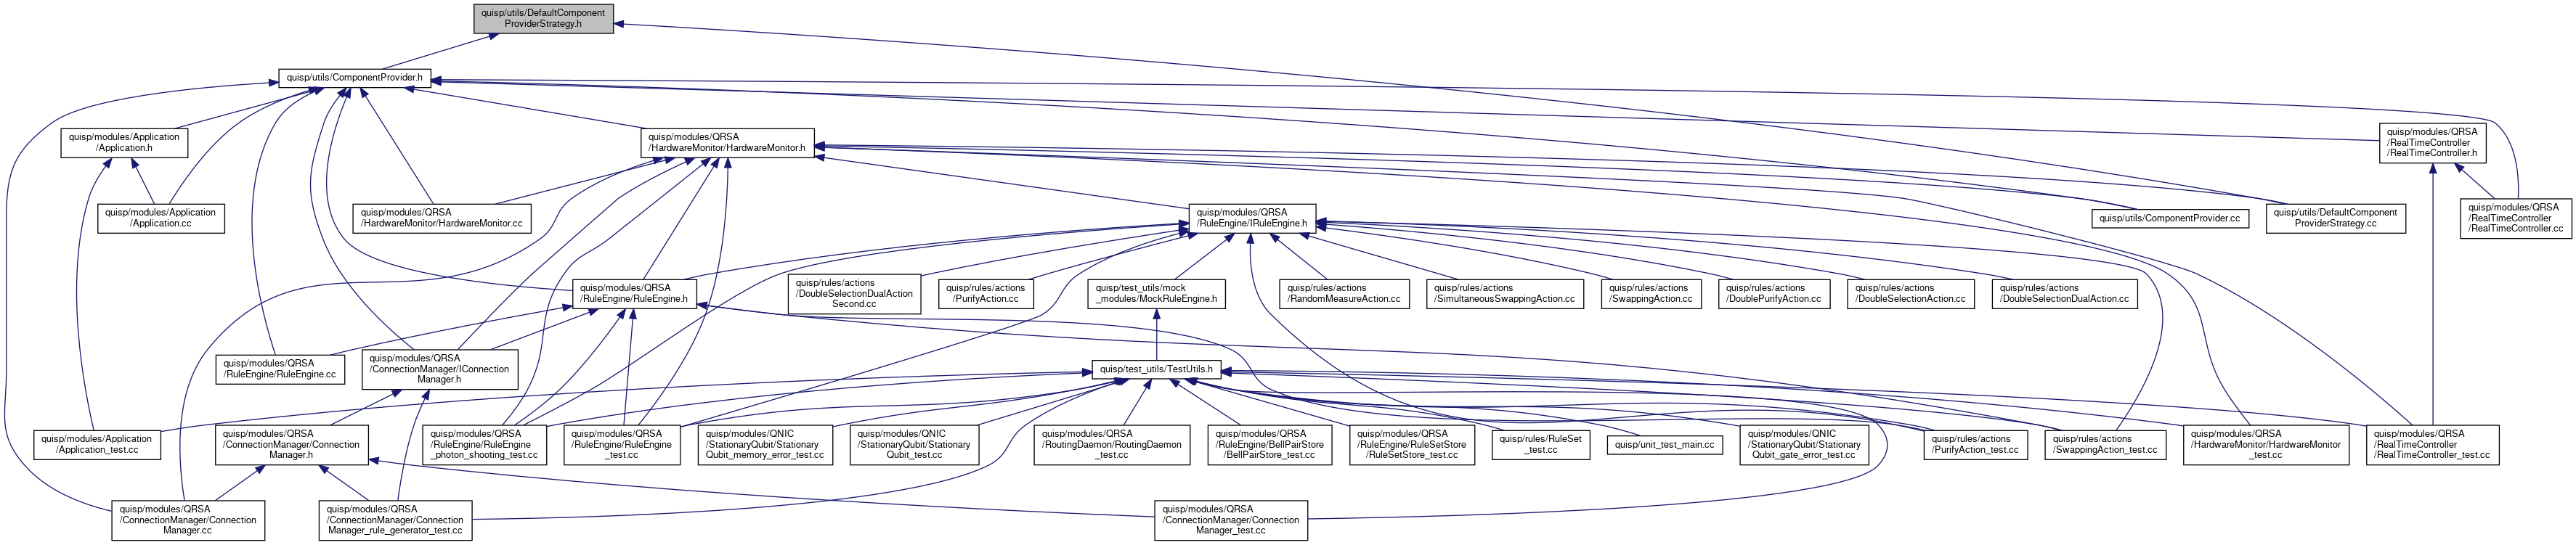 quisp/utils/DefaultComponent
ProviderStrategy.h
quisp/utils/ComponentProvider.h
quisp/modules/Application
/Application.h
quisp/modules/QRSA
/HardwareMonitor/HardwareMonitor.h
quisp/modules/QRSA
/RealTimeController
/RealTimeController.h
quisp/modules/Application
/Application.cc
quisp/modules/QRSA
/HardwareMonitor/HardwareMonitor.cc
quisp/modules/QRSA
/RuleEngine/IRuleEngine.h
quisp/utils/ComponentProvider.cc
quisp/utils/DefaultComponent
ProviderStrategy.cc
quisp/modules/QRSA
/RealTimeController
/RealTimeController.cc
quisp/modules/QRSA
/RuleEngine/RuleEngine.h
quisp/rules/actions
/DoubleSelectionDualAction
Second.cc
quisp/rules/actions
/PurifyAction.cc
quisp/test_utils/mock
_modules/MockRuleEngine.h
quisp/rules/actions
/RandomMeasureAction.cc
quisp/rules/actions
/SimultaneousSwappingAction.cc
quisp/rules/actions
/SwappingAction.cc
quisp/rules/actions
/DoublePurifyAction.cc
quisp/rules/actions
/DoubleSelectionAction.cc
quisp/rules/actions
/DoubleSelectionDualAction.cc
quisp/modules/QRSA
/RuleEngine/RuleEngine.cc
quisp/modules/QRSA
/ConnectionManager/IConnection
Manager.h
quisp/test_utils/TestUtils.h
quisp/modules/Application
/Application_test.cc
quisp/modules/QRSA
/ConnectionManager/Connection
Manager.h
quisp/modules/QRSA
/RuleEngine/RuleEngine
_photon_shooting_test.cc
quisp/modules/QRSA
/RuleEngine/RuleEngine
_test.cc
quisp/modules/QNIC
/StationaryQubit/Stationary
Qubit_memory_error_test.cc
quisp/modules/QNIC
/StationaryQubit/Stationary
Qubit_test.cc
quisp/modules/QRSA
/RoutingDaemon/RoutingDaemon
_test.cc
quisp/modules/QRSA
/RuleEngine/BellPairStore
/BellPairStore_test.cc
quisp/modules/QRSA
/RuleEngine/RuleSetStore
/RuleSetStore_test.cc
quisp/rules/RuleSet
_test.cc
quisp/unit_test_main.cc
quisp/modules/QNIC
/StationaryQubit/Stationary
Qubit_gate_error_test.cc
quisp/rules/actions
/PurifyAction_test.cc
quisp/rules/actions
/SwappingAction_test.cc
quisp/modules/QRSA
/HardwareMonitor/HardwareMonitor
_test.cc
quisp/modules/QRSA
/RealTimeController
/RealTimeController_test.cc
quisp/modules/QRSA
/ConnectionManager/Connection
Manager.cc
quisp/modules/QRSA
/ConnectionManager/Connection
Manager_rule_generator_test.cc
quisp/modules/QRSA
/ConnectionManager/Connection
Manager_test.cc